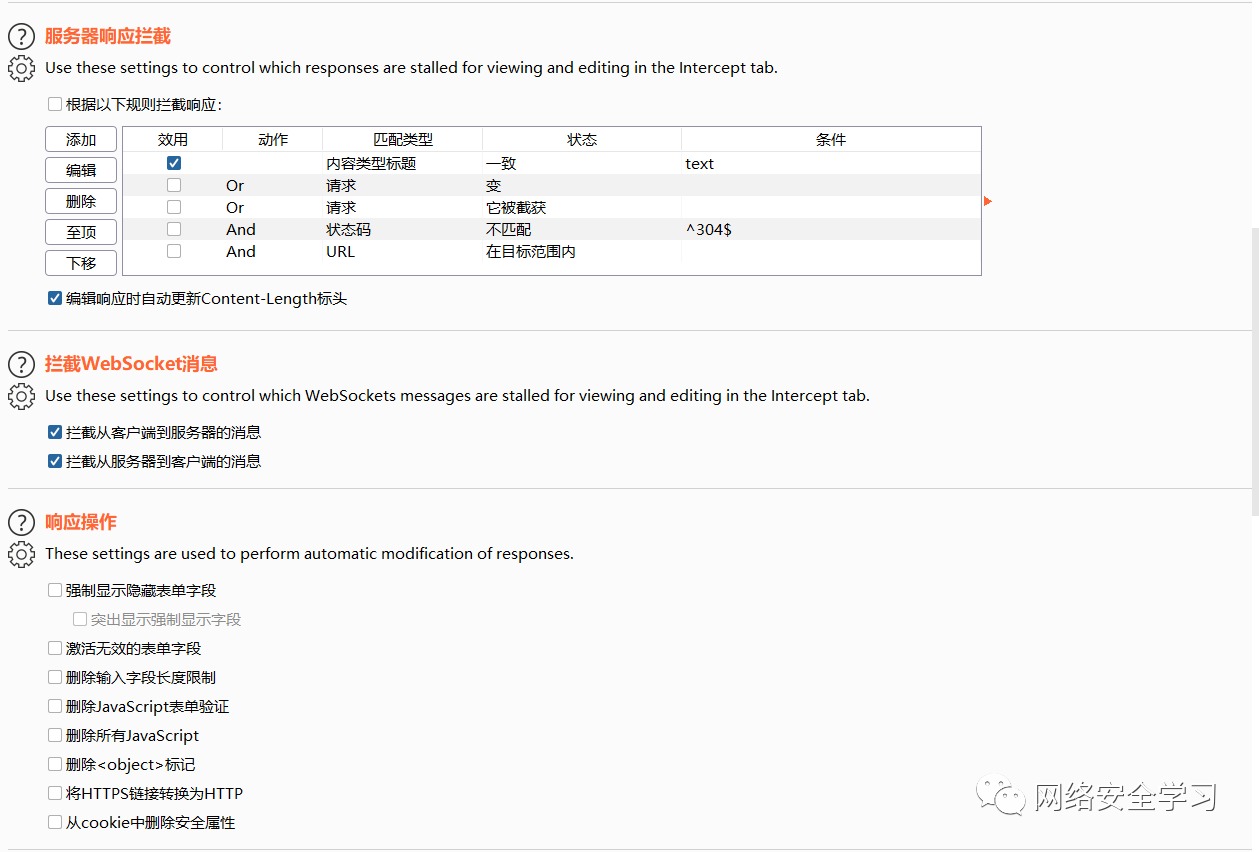 服务器响应拦截
Use these settings to control which responses are stalled for viewing and editing in the Intercept tab.
根据以下规则拦截响应:
添加
编辑
删除
至顶
下移
效用 动作 匹配类型 状态 条件
内容类型标题 一致 text
Or 请求 变
Or 请求 它被截获
And 状态码 不匹配 ^304$
And URL 在目标范围内
编辑响应时自动更新Content-Length标头
拦截WebSocket消息
Use these settings to control which WebSockets messages are stalled for viewing and editing in the Intercept tab.
拦截从客户端到服务器的消息
拦截从服务器到客户端的消息
响应操作
These settings are used to perform automatic modification of responses.
强制显示隐藏表单字段
突出显示强制显示字段
激活无效的表单字段
删除输入字段长度限制
删除JavaScript表单验证
删除所有JavaScript
删除<object>标记
将HTTPS链接转换为HTTP
从cookie中删除安全属性
网络安全学习